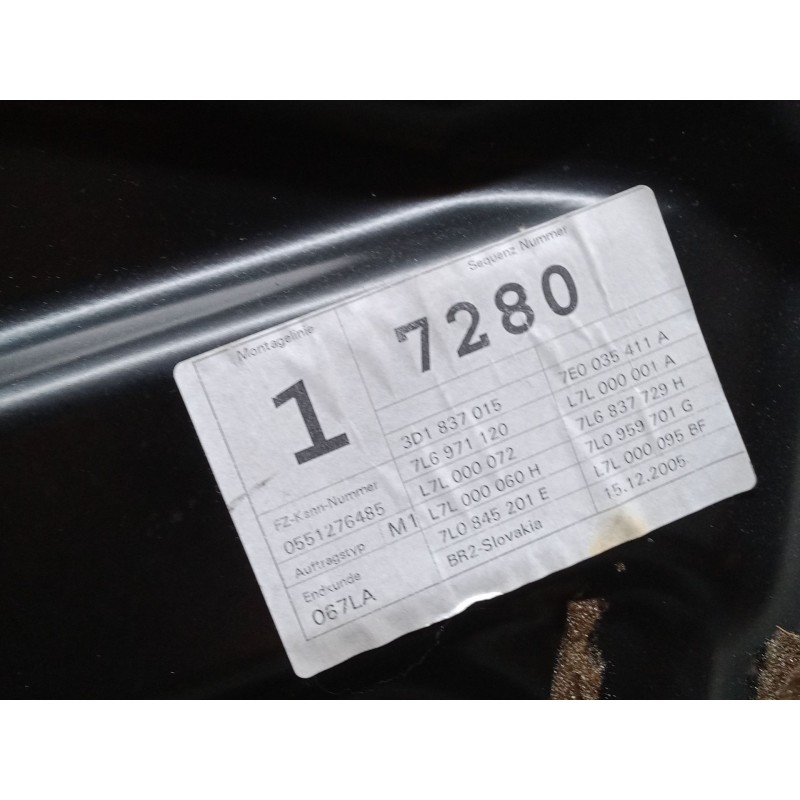 Montagelinie
Sequenz Nummer
1
7280
3D1 837 015
7E0 035 411 A
7L6 971 120
L7L 000 001 A
L7L 000 072
7L6 837 729 H
L7L 000 060 H
7L0 959 701 G
7L0 845 201 E
L7L 000 095 BF
BR2-Slovakia
15.12.2005
FZ-Kenn-Nummer
0551276485
Auftragstyp M1
Endkunde
067LA